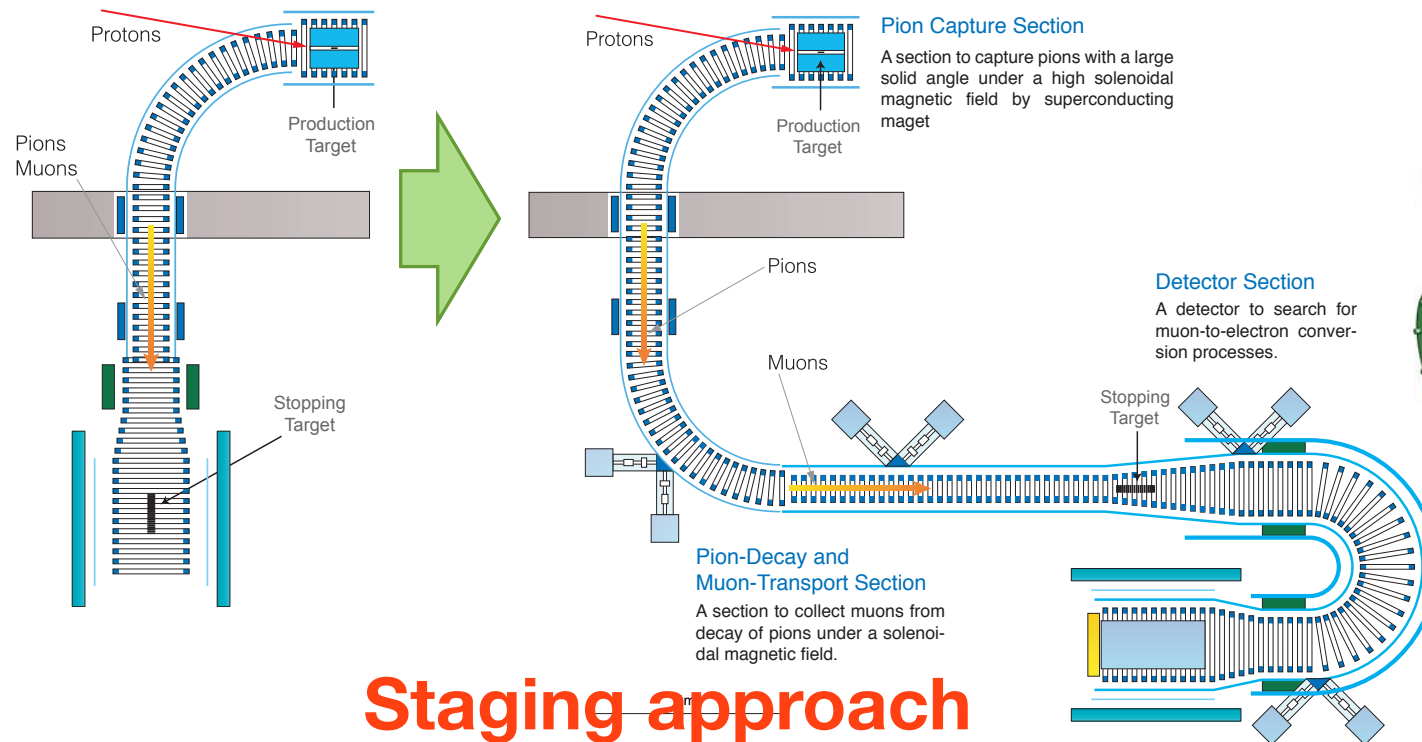 Protons
Production
Target
Pions
Muons
Stopping
Target
Protons
Production
Target
Pion Capture Section
A section to capture pions with a large
solid angle under a high solenoidal
magnetic field by superconducting
maget
Pions
Muons
Detector Section
A detector to search for
muon-to-electron conver-
sion processes.
Stopping
Target
Pion-Decay and
Muon-Transport Section
A section to collect muons from
decay of pions under a solenoi-
dal magnetic field.
Staging approach